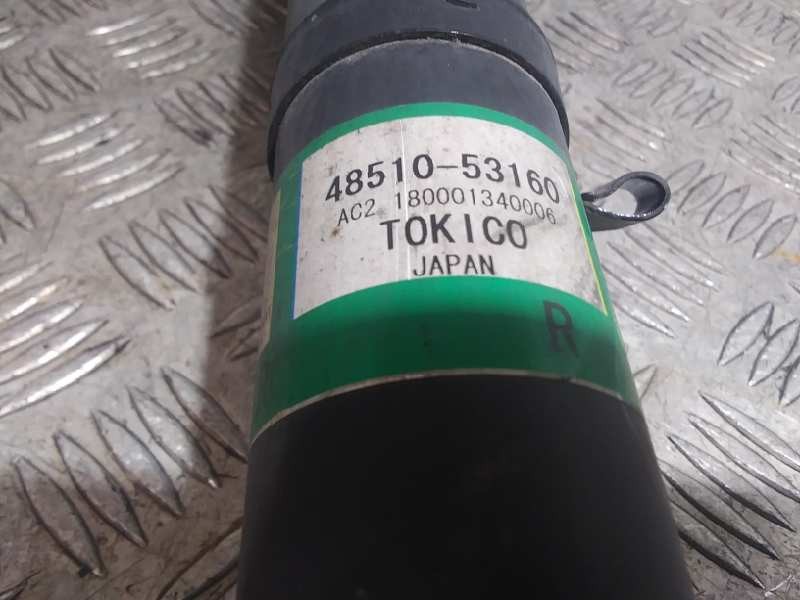 48510-53160
AC2 180001340006
TOKICO
JAPAN
R